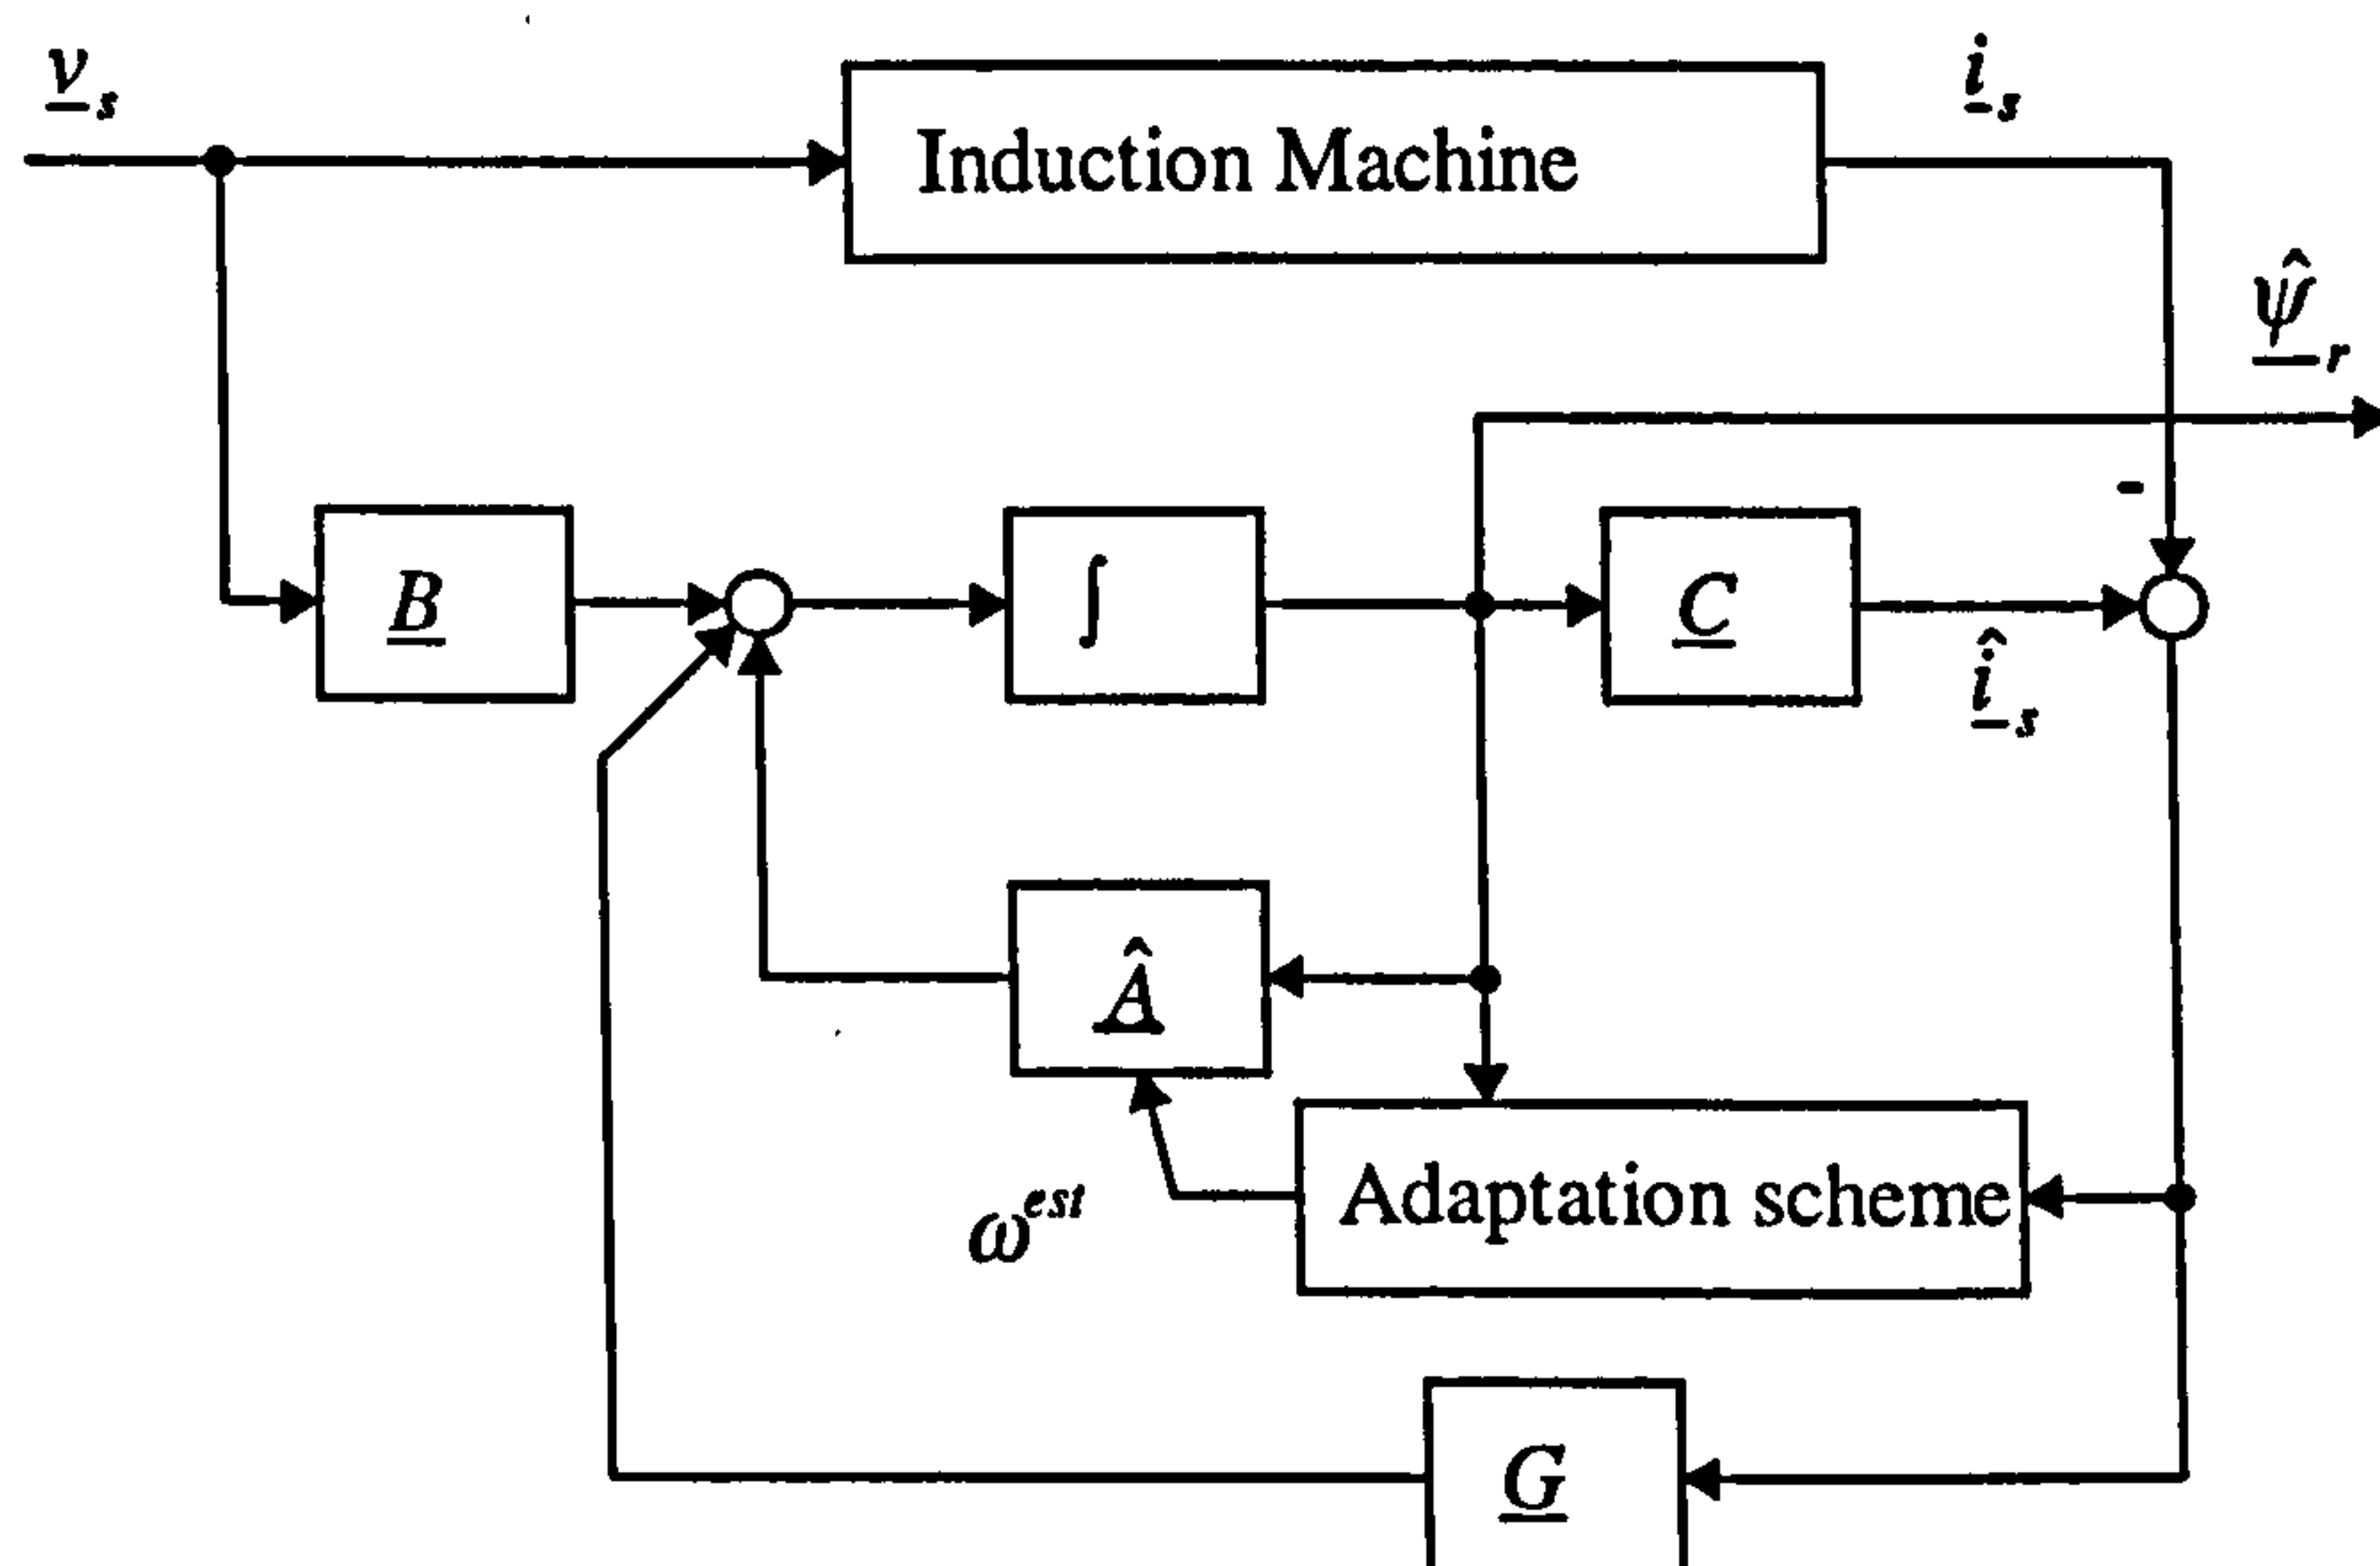 v_s
i_s
Induction Machine
ψ̂_r
B
∫
C
î_s
Â
ω^est
Adaptation scheme
G